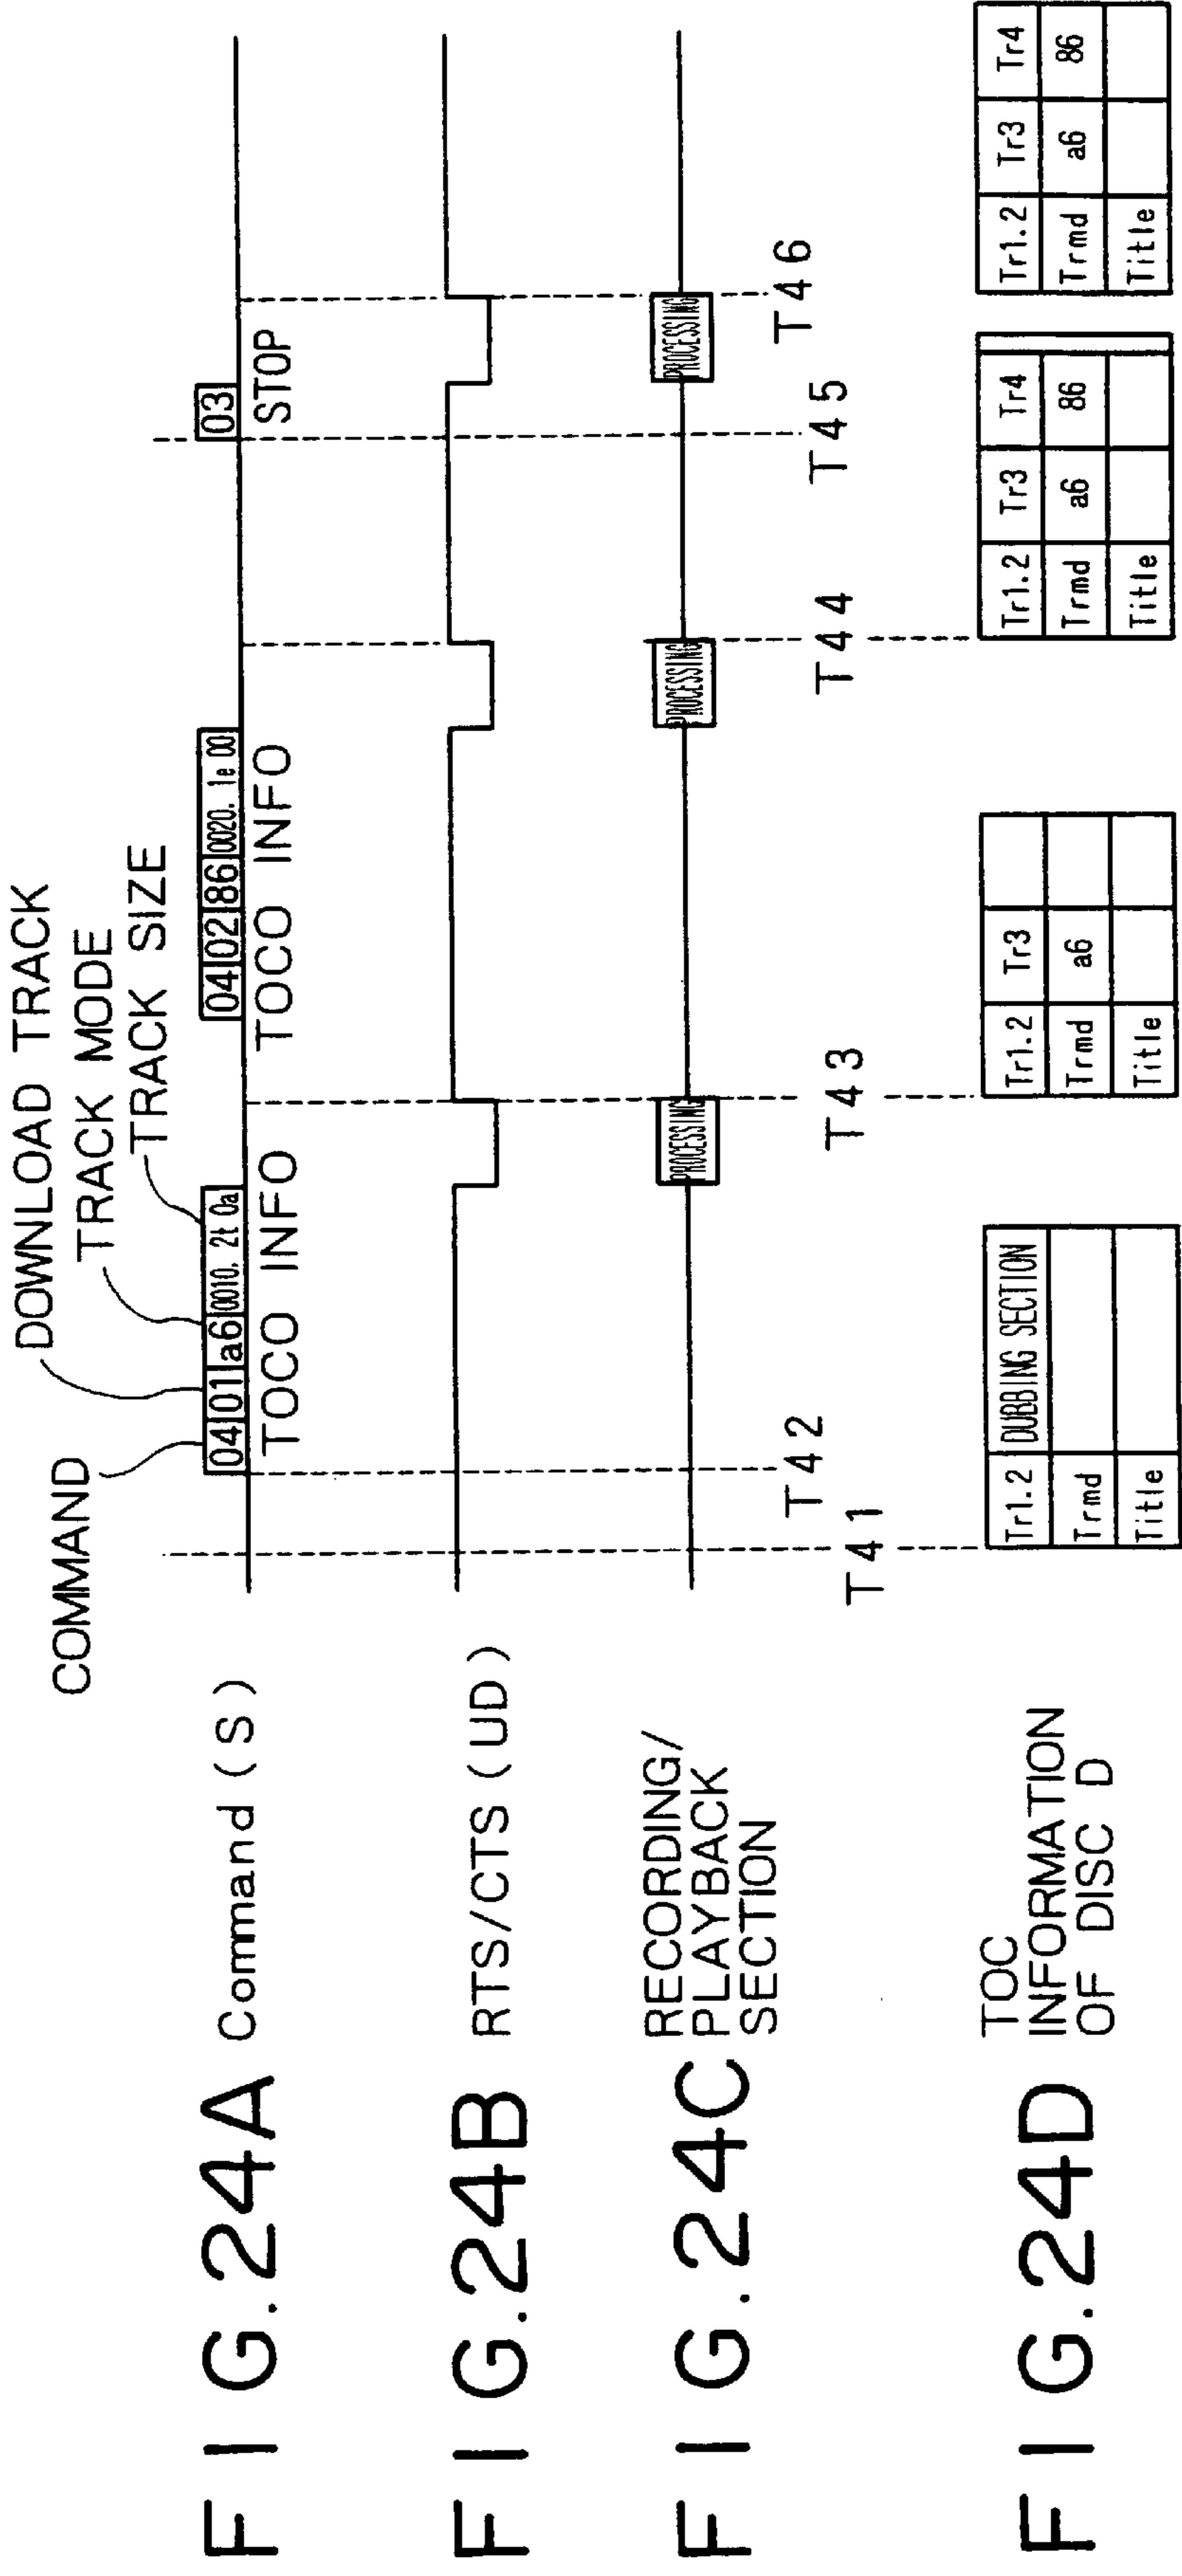 COMMAND
DOWNLOAD TRACK
TRACK MODE
TRACK SIZE
FIG.24A Command (S)
04 01 a6 0010. 2t 0a
TOC0 INFO
04 02 86 0020. 1e 00
TOC0 INFO
03
STOP
FIG.24B RTS/CTS (UD)
FIG.24C RECORDING/
PLAYBACK
SECTION
PROCESSING
PROCESSING
PROCESSING
T41
T42
T43
T44
T45
T46
FIG.24D TOC
INFORMATION
OF DISC D
Tr1.2 DUBBING SECTION
Trmd
Title
Tr1.2 Tr3
Trmd a6
Title
Tr1.2 Tr3 Tr4
Trmd a6 86
Title
Tr1.2 Tr3 Tr4
Trmd a6 86
Title